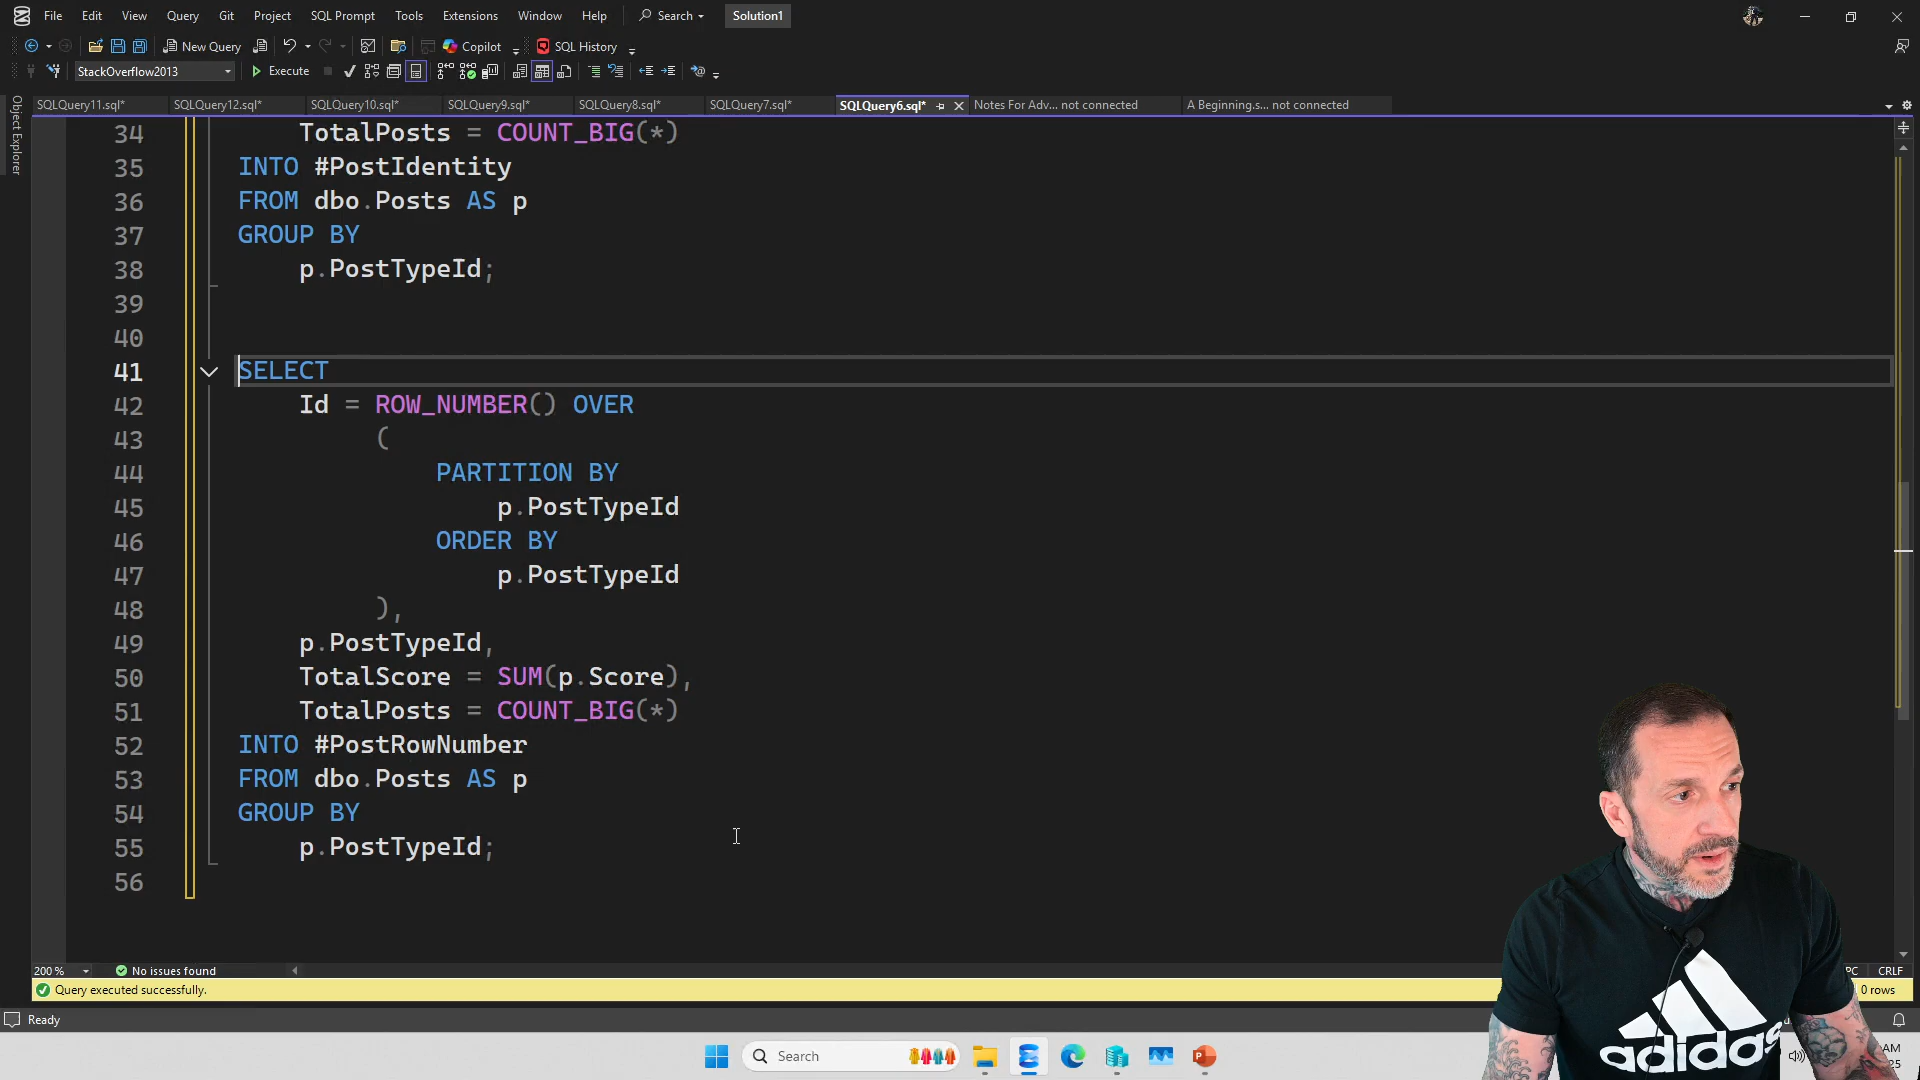 File Edit View Query Git Project SQL Prompt Tools Extensions Window Help Search Solution1
New Query Copilot SQL History
StackOverflow2013 Execute
SQLQuery11.sql* SQLQuery12.sql* SQLQuery10.sql* SQLQuery9.sql* SQLQuery8.sql* SQLQuery7.sql* SQLQuery6.sql* Notes For Adv... not connected A Beginning.s... not connected
Object Explorer
34 TotalPosts = COUNT_BIG(*)
35 INTO #PostIdentity
36 FROM dbo.Posts AS p
37 GROUP BY
38 p.PostTypeId;
39
40
41 SELECT
42 Id = ROW_NUMBER() OVER
43 (
44 PARTITION BY
45 p.PostTypeId
46 ORDER BY
47 p.PostTypeId
48 ),
49 p.PostTypeId,
50 TotalScore = SUM(p.Score),
51 TotalPosts = COUNT_BIG(*)
52 INTO #PostRowNumber
53 FROM dbo.Posts AS p
54 GROUP BY
55 p.PostTypeId;
56
200 % No issues found CRLF
Query executed successfully. 0 rows
Ready
Search AM
adidas